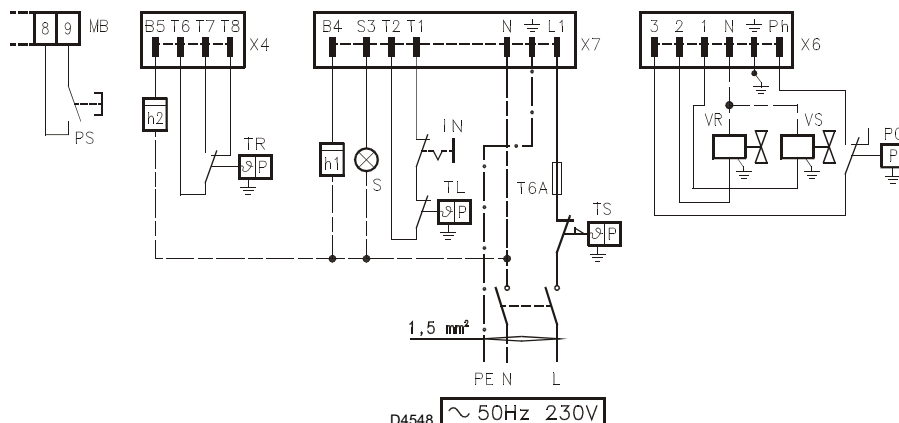 8 9 MB
B5 T6 T7 T8 X4
B4 S3 T2 T1 N L1 X7
3 2 1 N Ph X6
PS
h2
TR
ϑ P
h1
S
IN
TL
ϑ P
T6A
TS
ϑ P
VR
VS
P
1,5 mm²
PE N L
D4548
~ 50Hz 230V